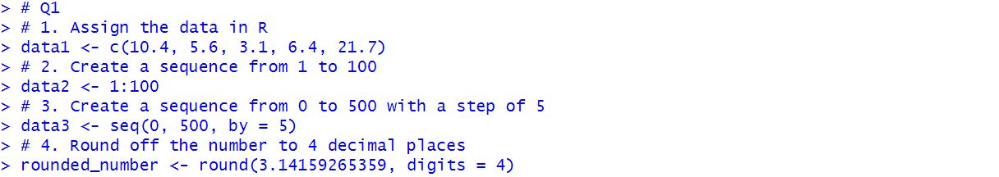 > # Q1
> # 1. Assign the data in R
> data1 <- c(10.4, 5.6, 3.1, 6.4, 21.7)
> # 2. Create a sequence from 1 to 100
> data2 <- 1:100
> # 3. Create a sequence from 0 to 500 with a step of 5
> data3 <- seq(0, 500, by = 5)
> # 4. Round off the number to 4 decimal places
> rounded_number <- round(3.14159265359, digits = 4)